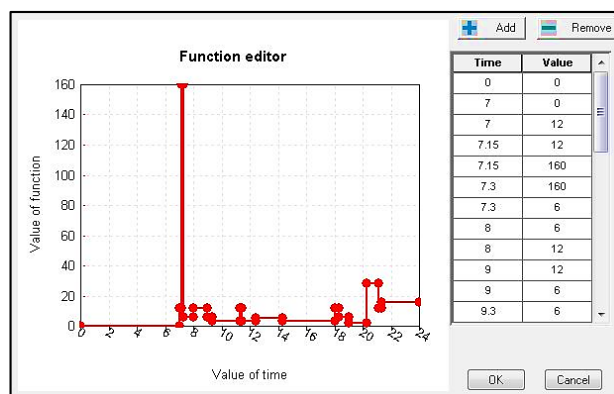 Add
Remove
Function editor
Time Value
0 0
7 0
7 12
7.15 12
7.15 160
7.3 160
7.3 6
8 6
8 12
9 12
9 6
9.3 6
160
140
120
100
80
60
40
20
0
Value of function
0 2 4 6 8 10 12 14 16 18 20 22 24
Value of time
OK
Cancel